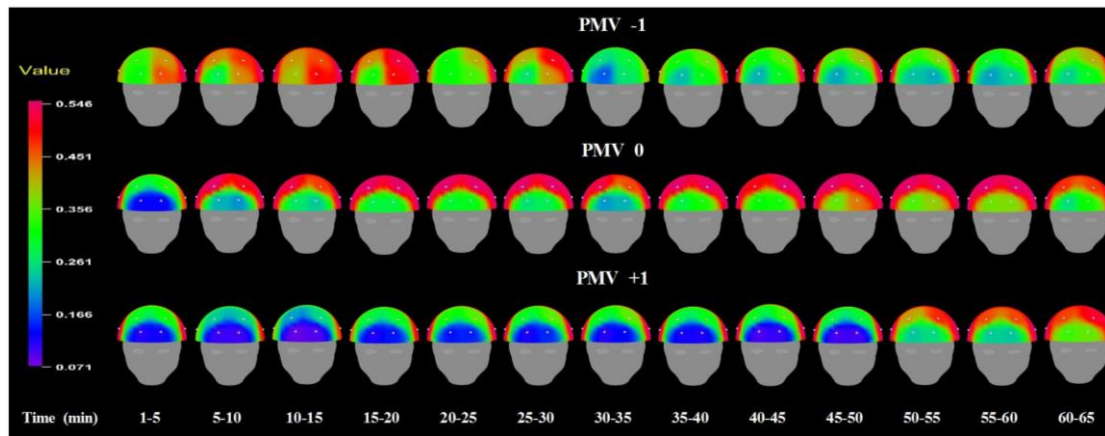 PMV -1
Value
0.546
0.451
0.356
0.261
0.166
0.071
PMV 0
PMV +1
Time (min) 1-5 5-10 10-15 15-20 20-25 25-30 30-35 35-40 40-45 45-50 50-55 55-60 60-65